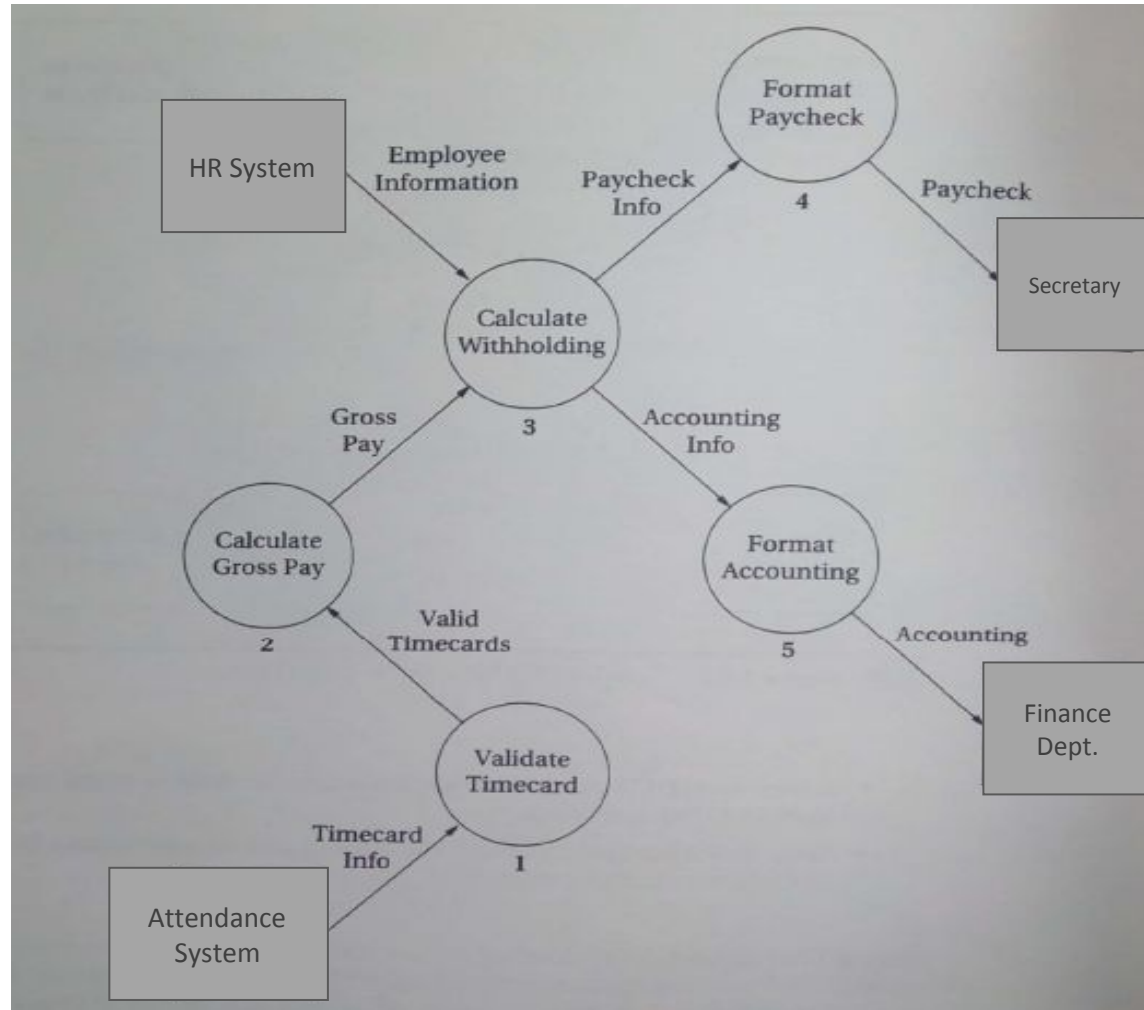 Format
Paycheck
4
HR System
Employee
Information
Paycheck
Info
Paycheck
Secretary
Calculate
Withholding
3
Gross
Pay
Accounting
Info
Calculate
Gross Pay
2
Format
Accounting
5
Valid
Timecards
Accounting
Finance
Dept.
Validate
Timecard
1
Timecard
Info
Attendance
System